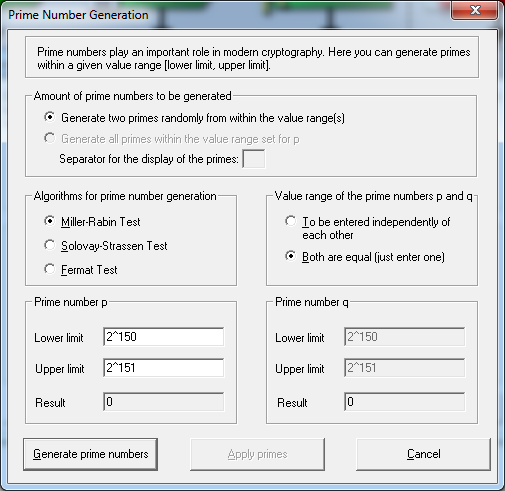 Prime Number Generation
Prime numbers play an important role in modern cryptography. Here you can generate primes
within a given value range [lower limit, upper limit].
Amount of prime numbers to be generated
Generate two primes randomly from within the value range(s)
Generate all primes within the value range set for p
Separator for the display of the primes:
Algorithms for prime number generation
Miller-Rabin Test
Solovay-Strassen Test
Fermat Test
Value range of the prime numbers p and q
To be entered independently of
each other
Both are equal (just enter one)
Prime number p
Lower limit 2^150
Upper limit 2^151
Result 0
Prime number q
Lower limit 2^150
Upper limit 2^151
Result 0
Generate prime numbers
Apply primes
Cancel